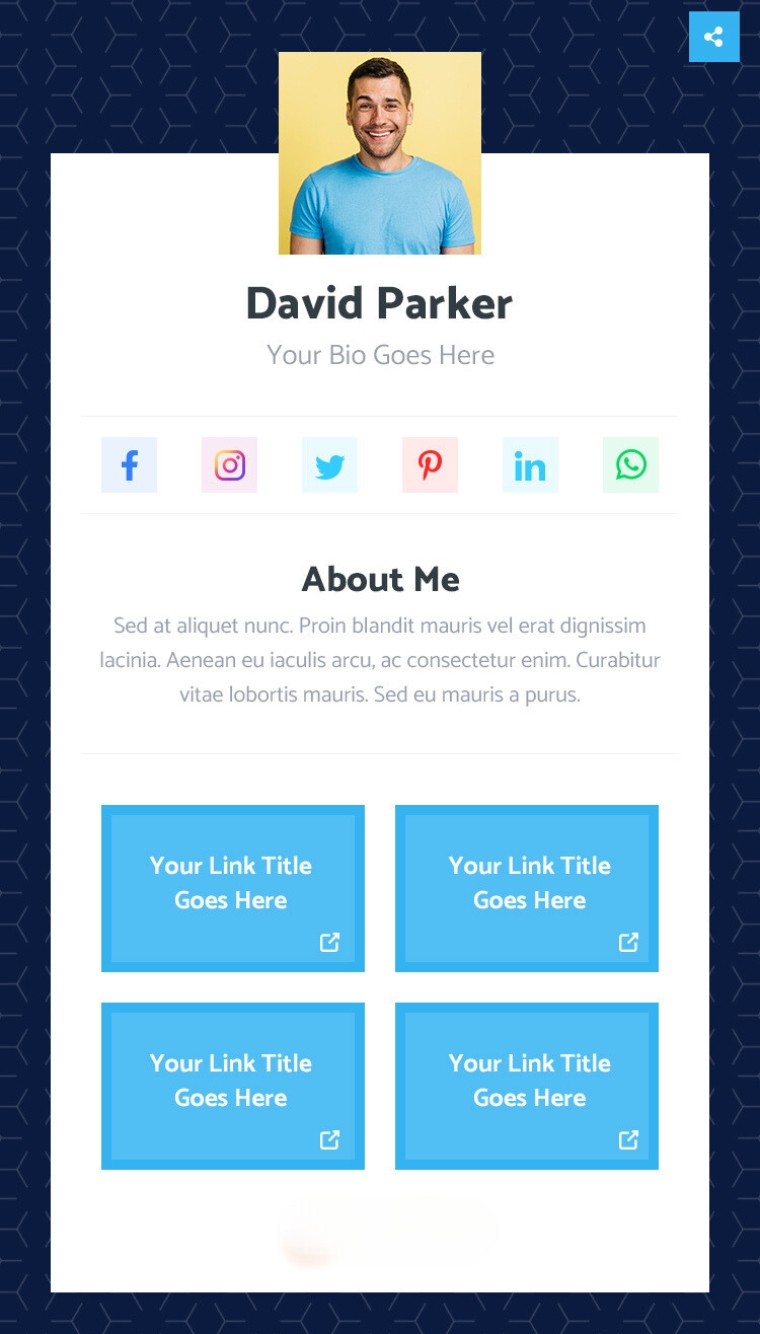 David Parker
Your Bio Goes Here
About Me
Sed at aliquet nunc. Proin blandit mauris vel erat dignissim
lacinia. Aenean eu iaculis arcu, ac consectetur enim. Curabitur
vitae lobortis mauris. Sed eu mauris a purus.
Your Link Title
Goes Here
Your Link Title
Goes Here
Your Link Title
Goes Here
Your Link Title
Goes Here